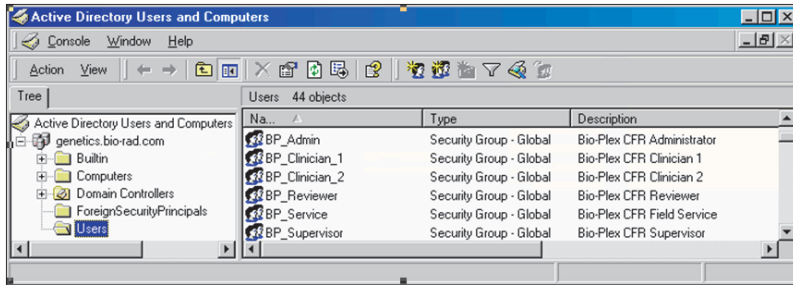 Active Directory Users and Computers
Console Window Help
Action View
Tree
Users 44 objects
Active Directory Users and Computers
genetics.bio-rad.com
Builtin
Computers
Domain Controllers
ForeignSecurityPrincipals
Users
Na... Type Description
BP_Admin Security Group - Global Bio-Plex CFR Administrator
BP_Clinician_1 Security Group - Global Bio-Plex CFR Clinician 1
BP_Clinician_2 Security Group - Global Bio-Plex CFR Clinician 2
BP_Reviewer Security Group - Global Bio-Plex CFR Reviewer
BP_Service Security Group - Global Bio-Plex CFR Field Service
BP_Supervisor Security Group - Global Bio-Plex CFR Supervisor